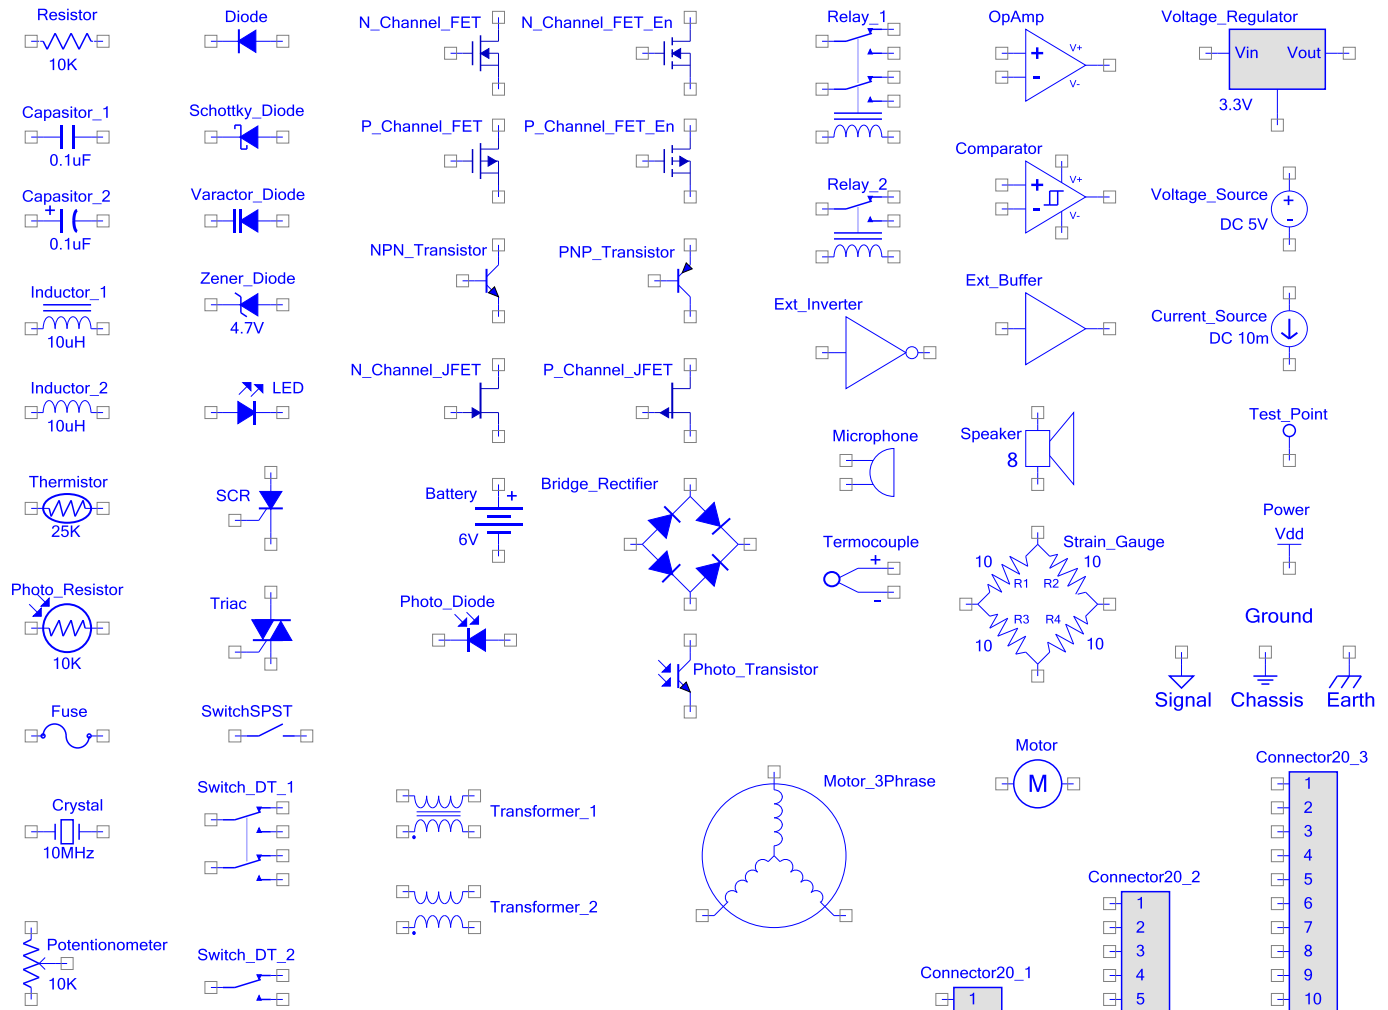 Resistor
10K
Capasitor_1
0.1uF
Capasitor_2
+
0.1uF
Inductor_1
10uH
Inductor_2
10uH
Thermistor
25K
Photo_Resistor
10K
Fuse
Crystal
10MHz
Potentionometer
10K
Diode
Schottky_Diode
Varactor_Diode
Zener_Diode
4.7V
LED
SCR
Triac
SwitchSPST
Switch_DT_1
Switch_DT_2
N_Channel_FET
P_Channel_FET
NPN_Transistor
N_Channel_JFET
Battery
+
6V
Photo_Diode
Transformer_1
Transformer_2
N_Channel_FET_En
P_Channel_FET_En
PNP_Transistor
P_Channel_JFET
Bridge_Rectifier
Photo_Transistor
Motor_3Phrase
Relay_1
Relay_2
Ext_Inverter
Microphone
Termocouple
+
-
OpAmp
+
-
V+
V-
Comparator
+
-
V+
V-
Ext_Buffer
Speaker
8
Strain_Gauge
10 10
R1 R2
R3 R4
10 10
Motor
M
Voltage_Regulator
Vin Vout
3.3V
Voltage_Source
+
-
DC 5V
Current_Source
DC 10m
Test_Point
Power
Vdd
Ground
Signal Chassis Earth
Connector20_1
1
Connector20_2
1
2
3
4
5
Connector20_3
1
2
3
4
5
6
7
8
9
10